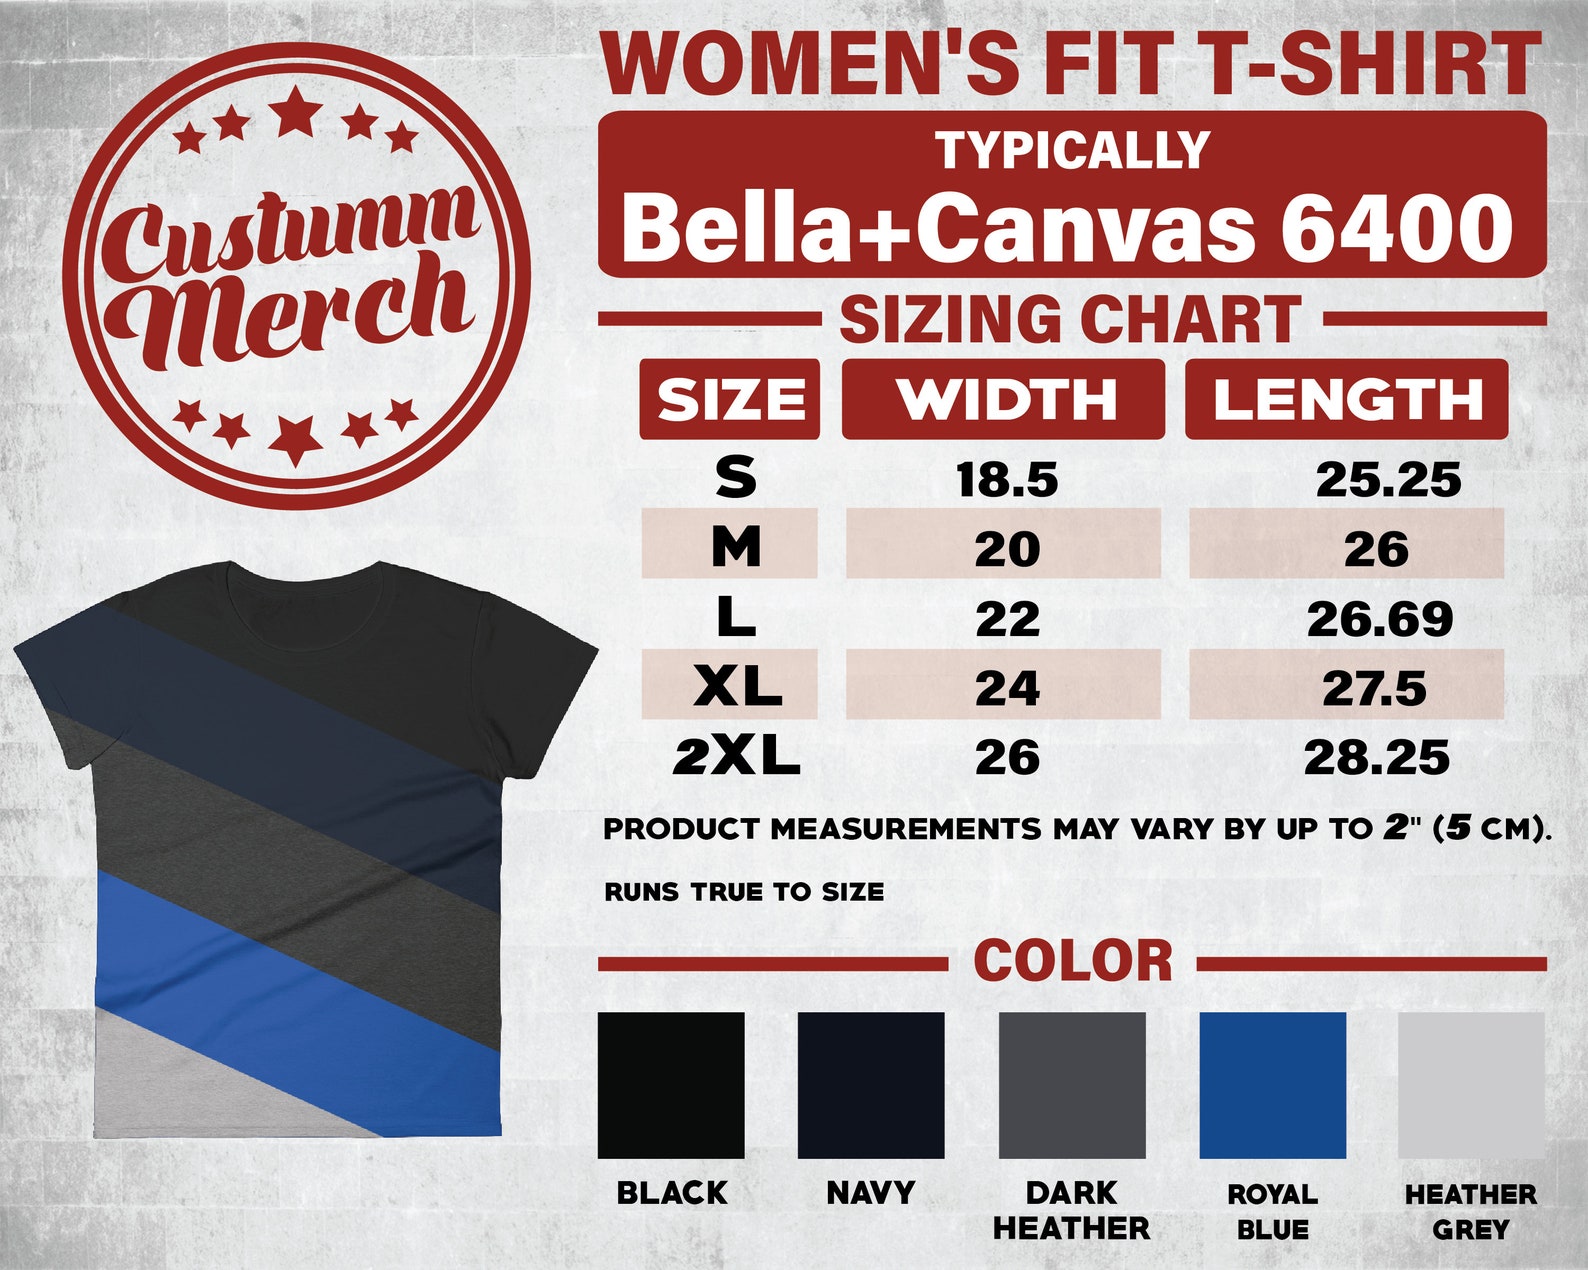 Custumm
Merch
WOMEN'S FIT T-SHIRT
TYPICALLY
Bella+Canvas 6400
SIZING CHART
SIZE WIDTH LENGTH
S 18.5 25.25
M 20 26
L 22 26.69
XL 24 27.5
2XL 26 28.25
PRODUCT MEASUREMENTS MAY VARY BY UP TO 2" (5 CM).
RUNS TRUE TO SIZE
COLOR
BLACK
NAVY
DARK
HEATHER
ROYAL
BLUE
HEATHER
GREY